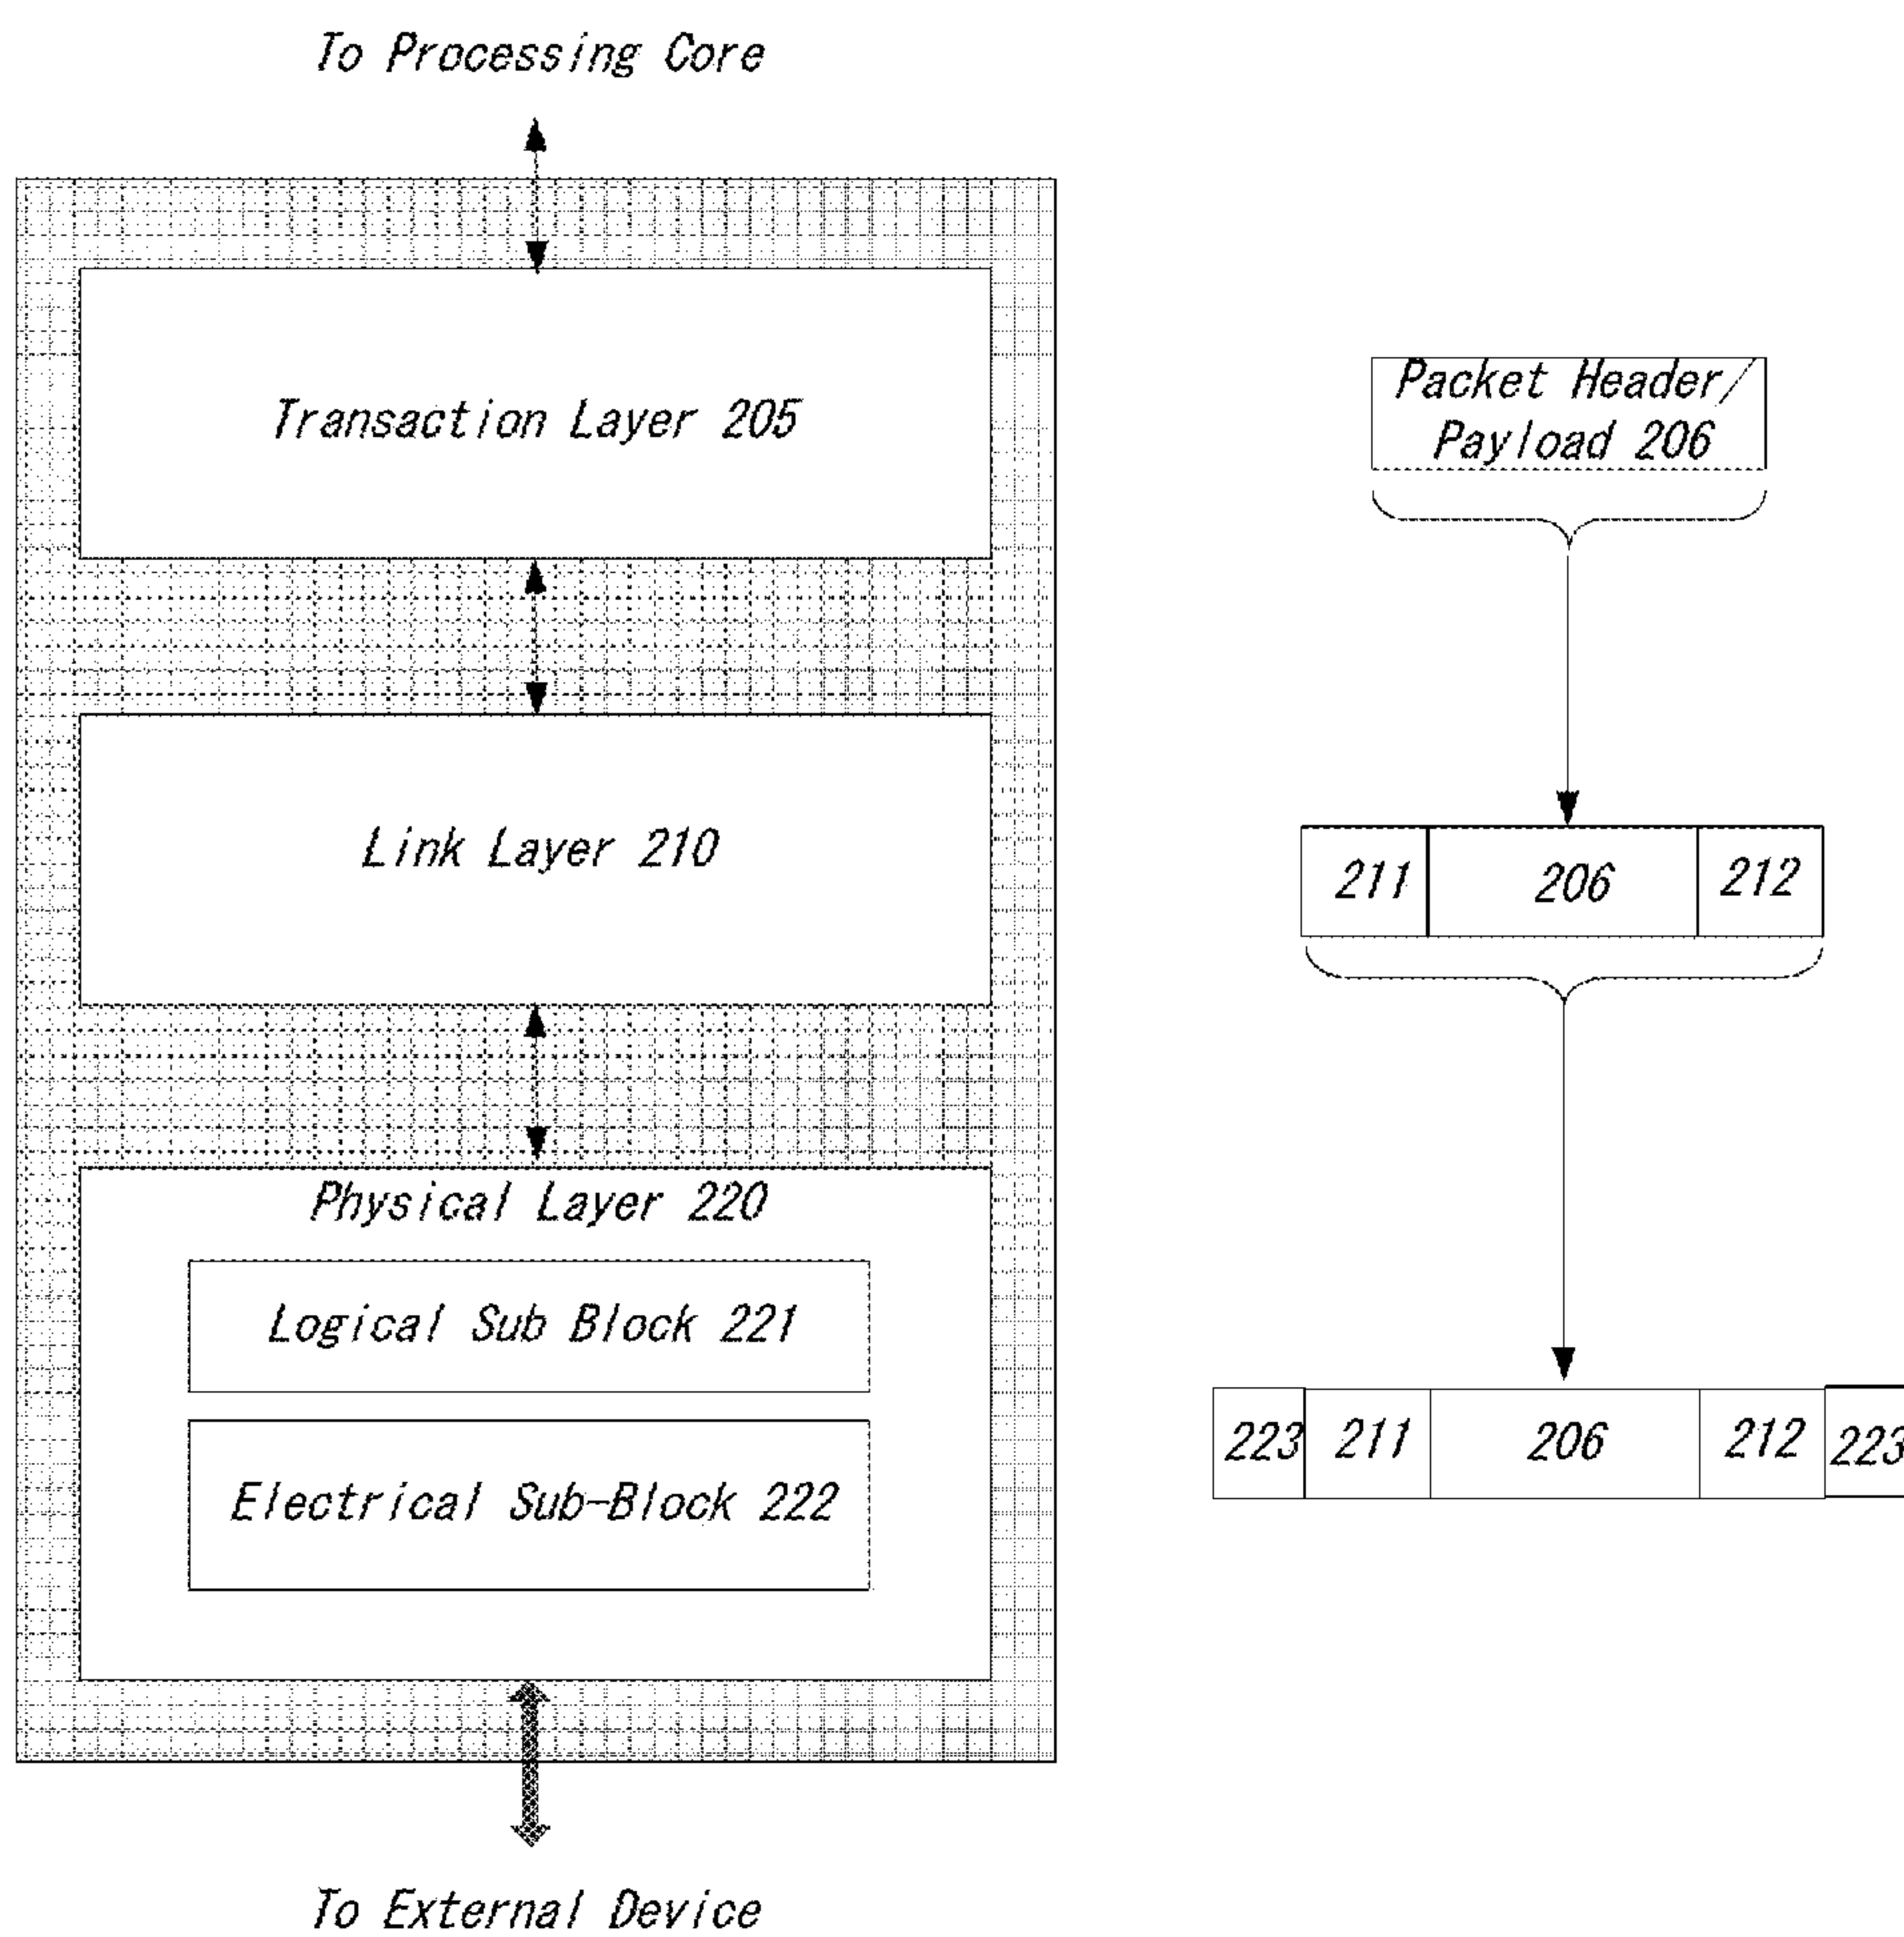 To Processing Core
Transaction Layer 205
Link Layer 210
Physical Layer 220
Logical Sub Block 221
Electrical Sub-Block 222
To External Device
Packet Header/
Payload 206
211 206 212
223 211 206 212 223